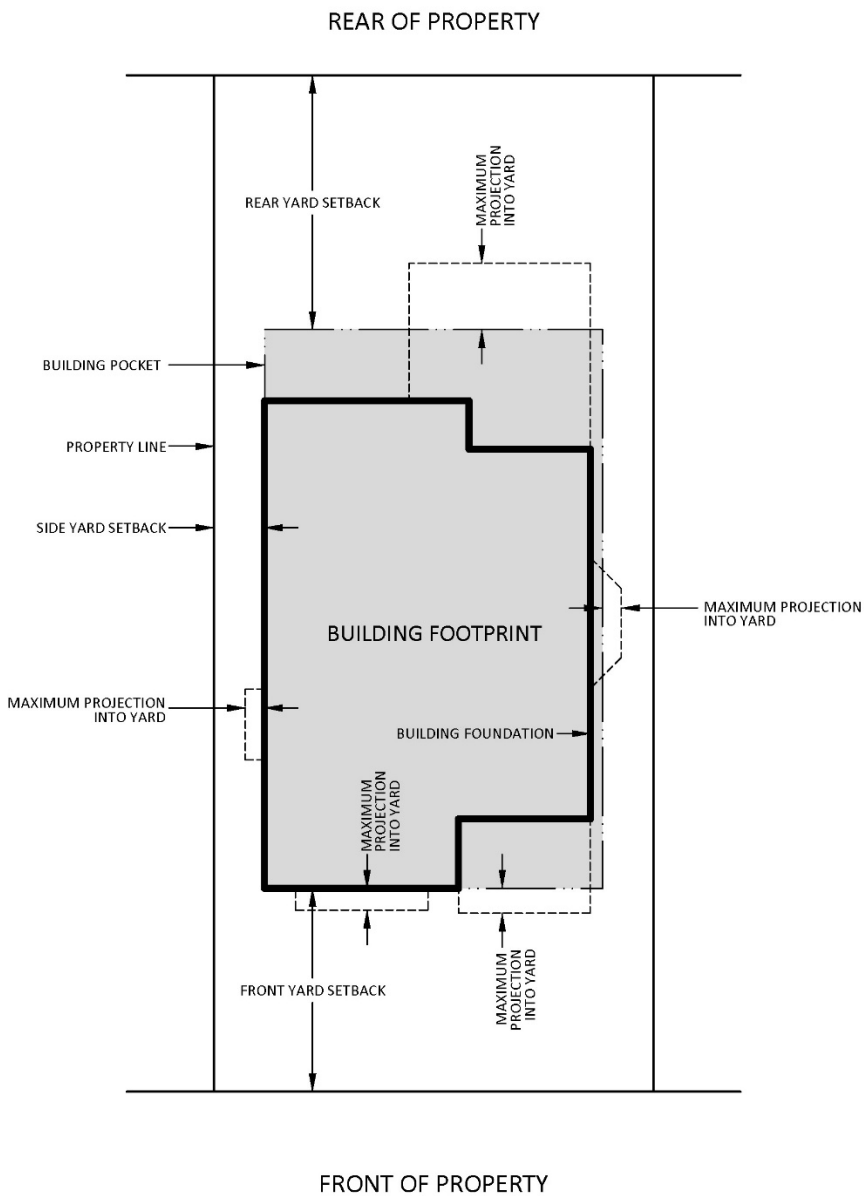 REAR OF PROPERTY
MAXIMUM
PROJECTION
INTO YARD
REAR YARD SETBACK
BUILDING POCKET
PROPERTY LINE
SIDE YARD SETBACK
MAXIMUM PROJECTION
INTO YARD
BUILDING FOOTPRINT
MAXIMUM PROJECTION
INTO YARD
BUILDING FOUNDATION
MAXIMUM
PROJECTION
INTO YARD
MAXIMUM
PROJECTION
INTO YARD
FRONT YARD SETBACK
FRONT OF PROPERTY